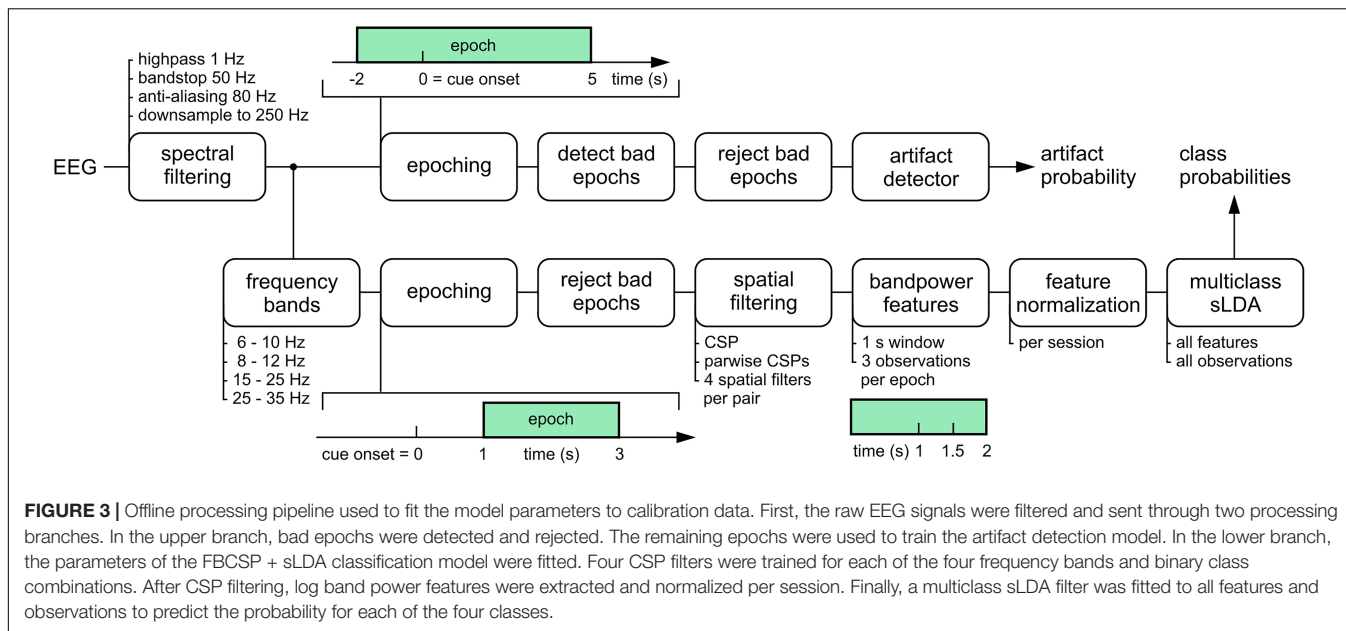 epoch
-2 0 = cue onset 5 time (s)
highpass 1 Hz
bandstop 50 Hz
anti-aliasing 80 Hz
downsample to 250 Hz
EEG
spectral
filtering
epoching
detect bad
epochs
reject bad
epochs
artifact
detector
artifact
probability
class
probabilities
frequency
bands
6 - 10 Hz
8 - 12 Hz
15 - 25 Hz
25 - 35 Hz
epoching
epoch
cue onset = 0 1 time (s) 3
reject bad
epochs
spatial
filtering
CSP
parwise CSPs
4 spatial filters
per pair
bandpower
features
1 s window
3 observations
per epoch
time (s) 1 1.5 2
feature
normalization
per session
multiclass
sLDA
all features
all observations
FIGURE 3 | Offline processing pipeline used to fit the model parameters to calibration data. First, the raw EEG signals were filtered and sent through two processing
branches. In the upper branch, bad epochs were detected and rejected. The remaining epochs were used to train the artifact detection model. In the lower branch,
the parameters of the FBCSP + sLDA classification model were fitted. Four CSP filters were trained for each of the four frequency bands and binary class
combinations. After CSP filtering, log band power features were extracted and normalized per session. Finally, a multiclass sLDA filter was fitted to all features and
observations to predict the probability for each of the four classes.